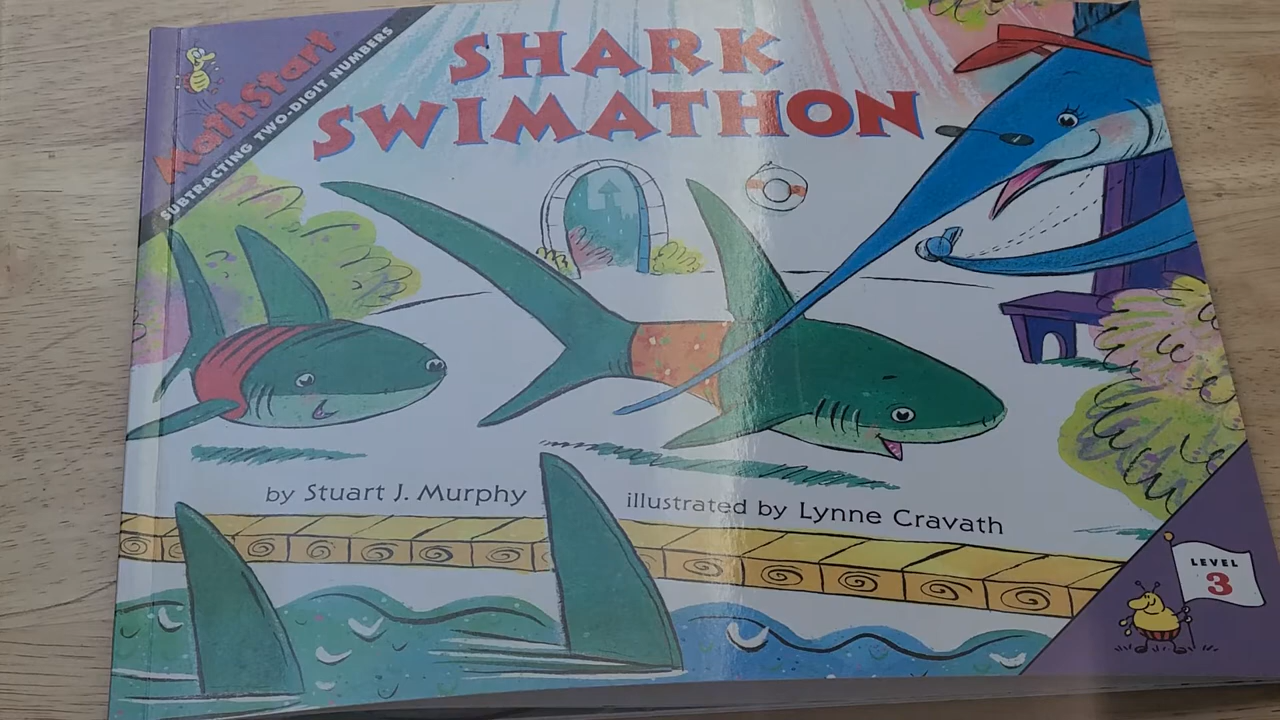 MathStart
SUBTRACTING TWO-DIGIT NUMBERS
SHARK
SWIMATHON
by Stuart J. Murphy
illustrated by Lynne Cravath
LEVEL
3